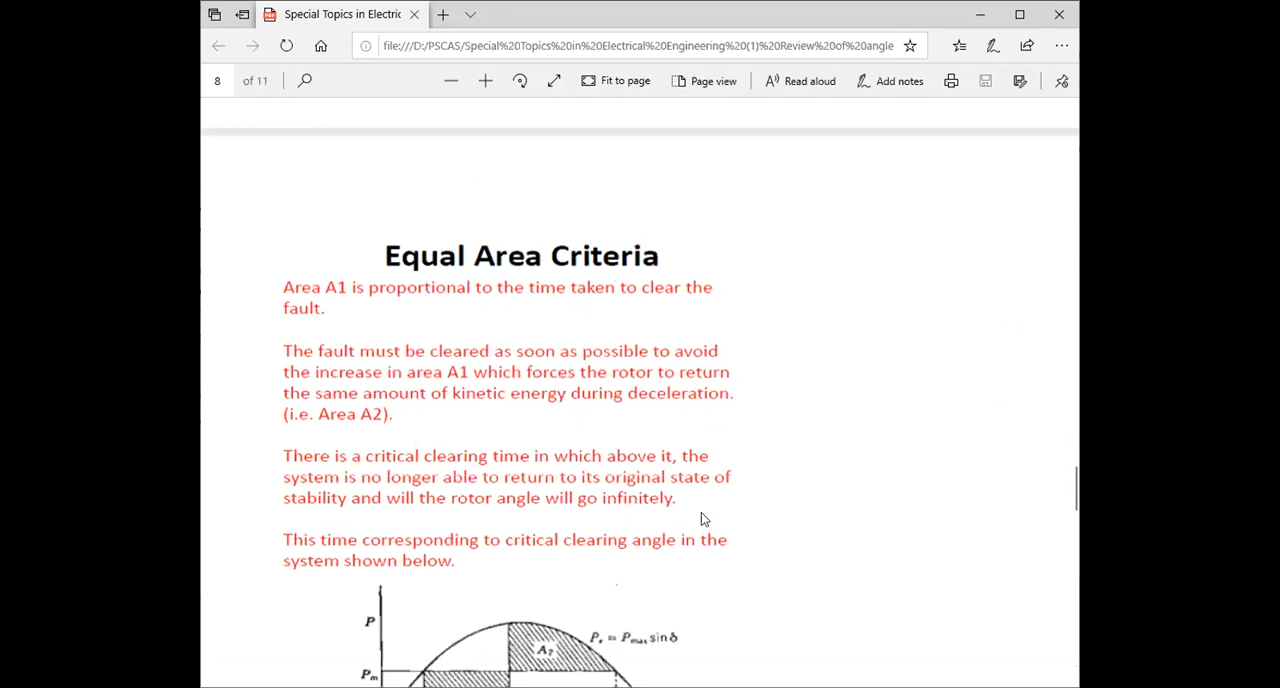 Special Topics in Electric
file:///D:/PSCAS/Special%20Topics%20in%20Electrical%20Engineering%20(1)%20Review%20of%20angle
8 of 11
Fit to page
Page view
Read aloud
Add notes
Equal Area Criteria
Area A1 is proportional to the time taken to clear the
fault.
The fault must be cleared as soon as possible to avoid
the increase in area A1 which forces the rotor to return
the same amount of kinetic energy during deceleration.
(i.e. Area A2).
There is a critical clearing time in which above it, the
system is no longer able to return to its original state of
stability and will the rotor angle will go infinitely.
This time corresponding to critical clearing angle in the
system shown below.
P
Pe = Pmax sin δ
A2
Pm